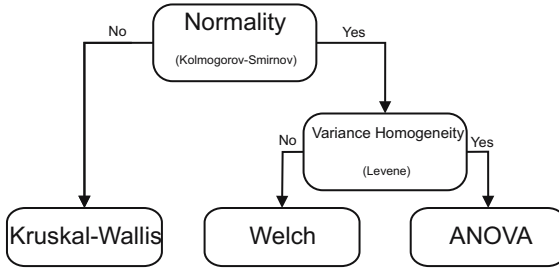 Normality
(Kolmogorov-Smirnov)
No
Yes
Variance Homogeneity
(Levene)
No
Yes
Kruskal-Wallis
Welch
ANOVA